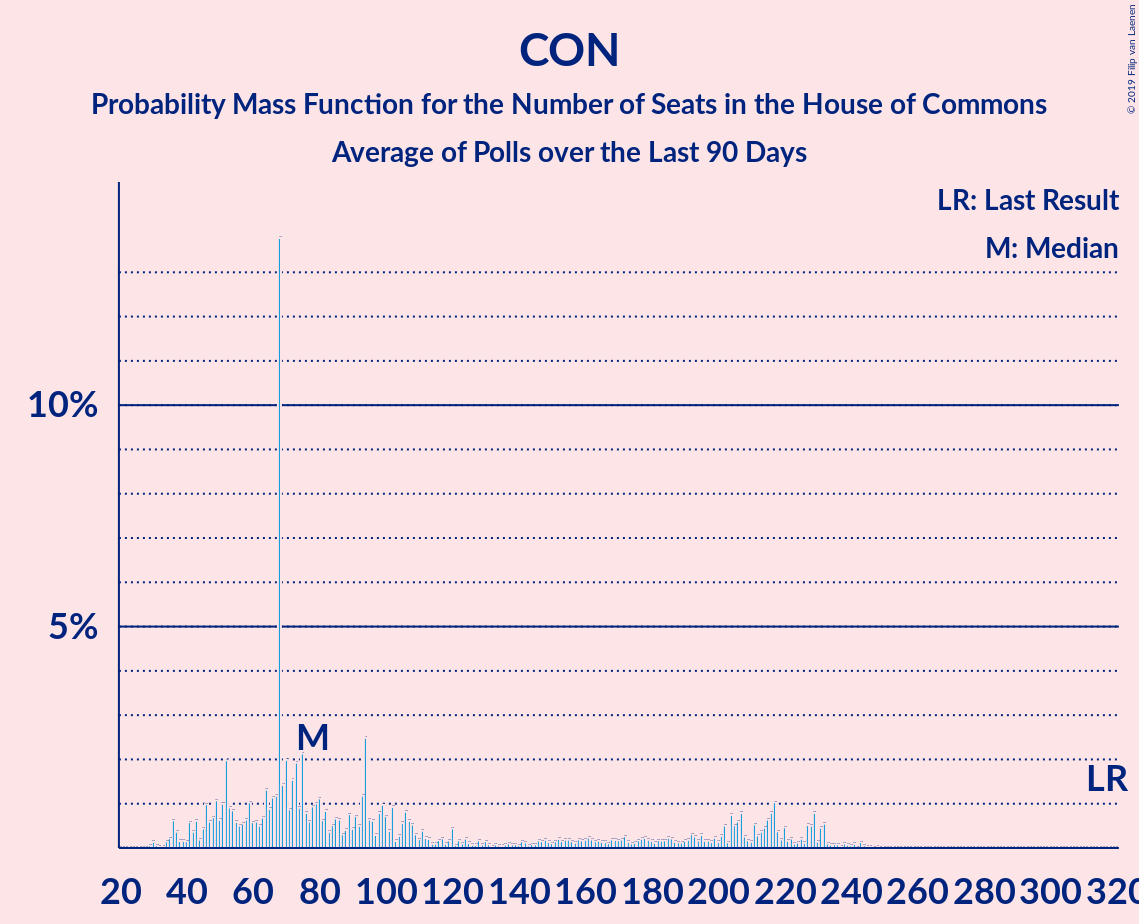 CON
Probability Mass Function for the Number of Seats in the House of Commons
Average of Polls over the Last 90 Days
© 2019 Filip van Laenen
LR: Last Result
M: Median
10%
5%
M
LR
20 40 60 80 100 120 140 160 180 200 220 240 260 280 300 320